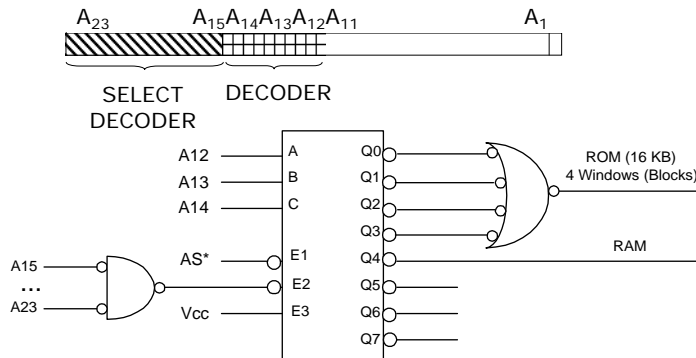 A23 A15 A14 A13 A12 A11 A1
SELECT DECODER
DECODER
A12 A Q0
A13 B Q1
A14 C Q2
Q3
AS* E1 Q4
E2 Q5
Vcc E3 Q6
Q7
A15
...
A23
ROM (16 KB)
4 Windows (Blocks)
RAM